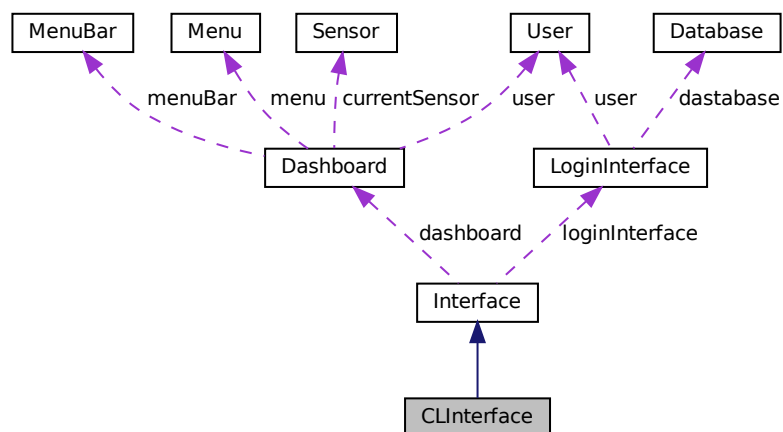 MenuBar
Menu
Sensor
User
Database
menuBar
menu
currentSensor
user
user
dastabase
Dashboard
LoginInterface
dashboard
loginInterface
Interface
CLInterface